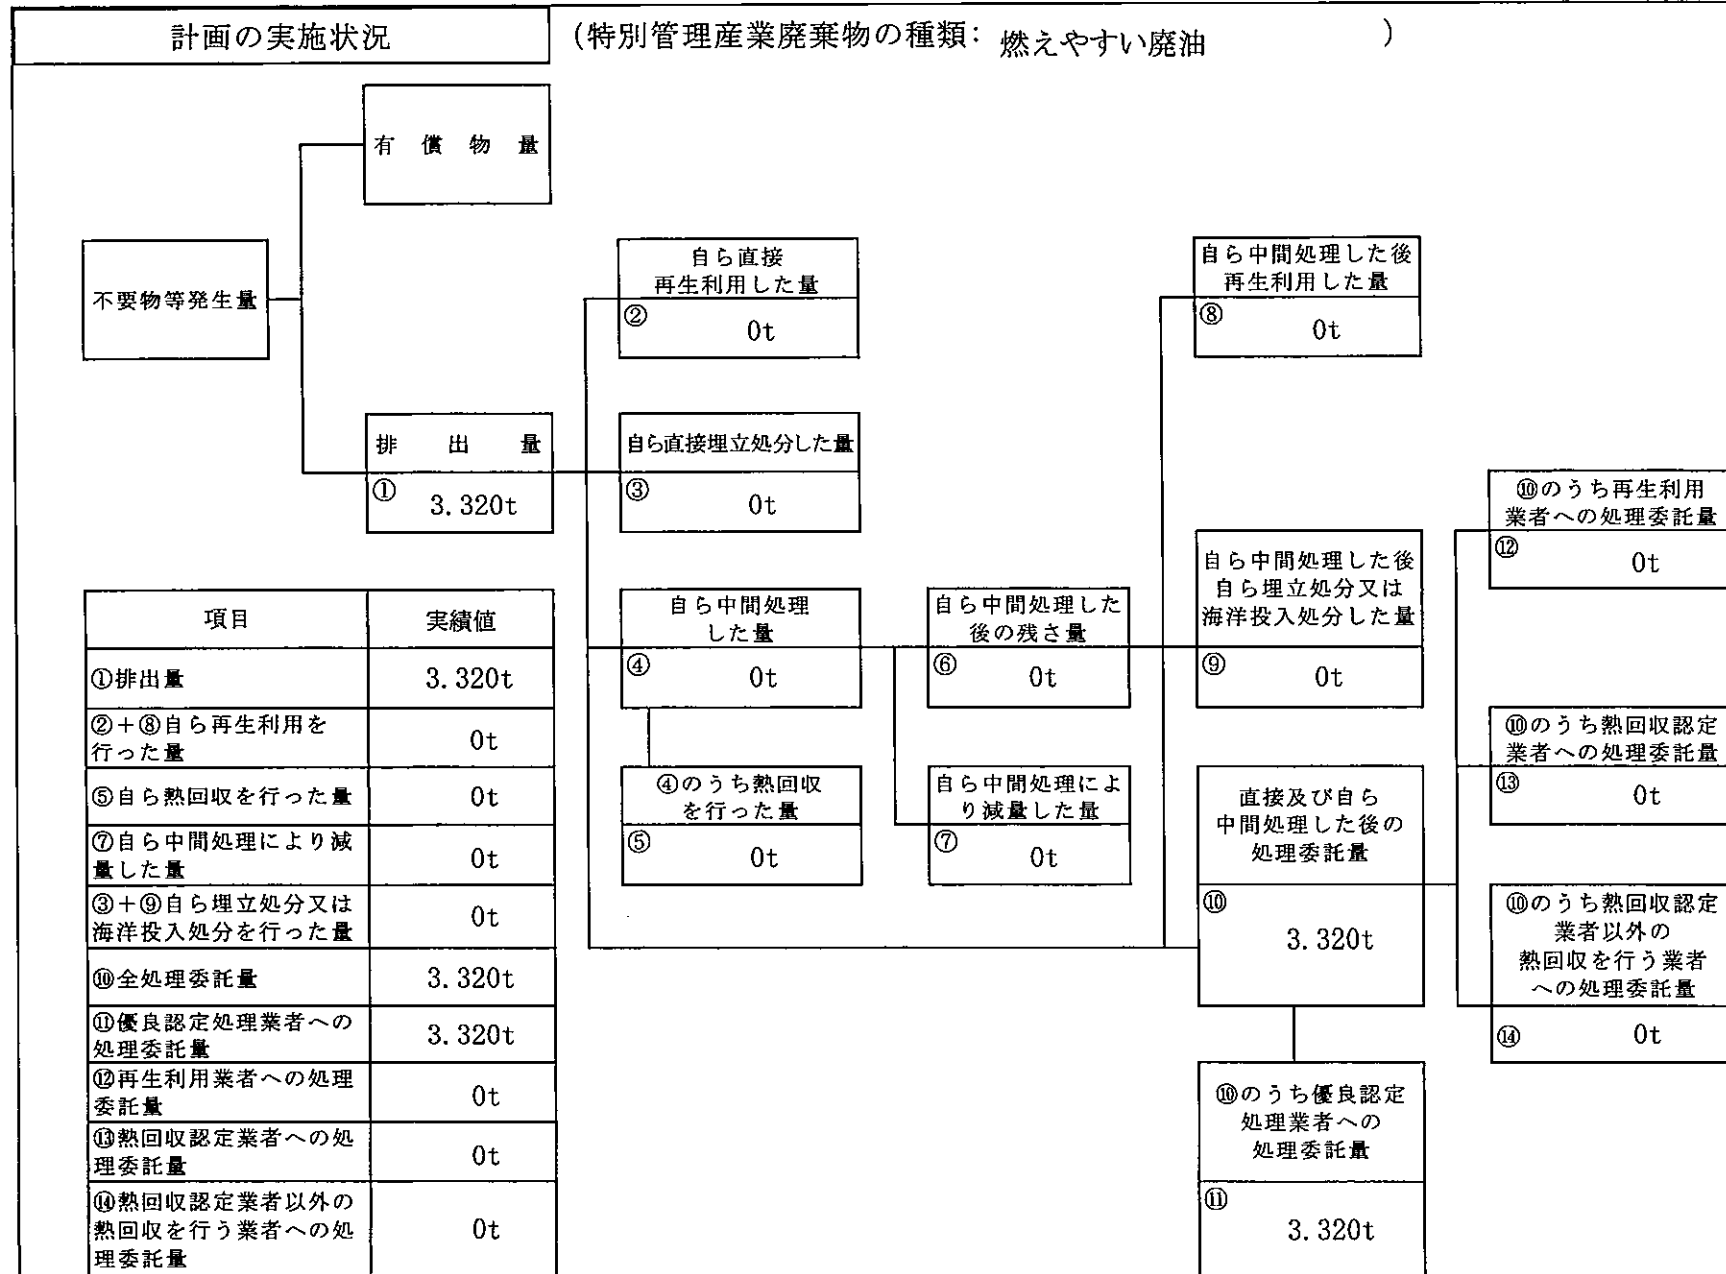 計画の実施状況
(特別管理産業廃棄物の種類: 燃えやすい廃油 )
有償物量
不要物等発生量
排出量
① 3.320t
自ら直接
再生利用した量
② 0t
自ら直接埋立処分した量
③ 0t
自ら中間処理
した量
④ 0t
④のうち熱回収
を行った量
⑤ 0t
自ら中間処理した
後の残さ量
⑥ 0t
自ら中間処理によ
り減量した量
⑦ 0t
自ら中間処理した後
再生利用した量
⑧ 0t
自ら中間処理した後
自ら埋立処分又は
海洋投入処分した量
⑨ 0t
直接及び自ら
中間処理した後の
処理委託量
⑩
3.320t
⑩のうち優良認定
処理業者への
処理委託量
⑪
3.320t
⑩のうち再生利用
業者への処理委託量
⑫ 0t
⑩のうち熱回収認定
業者への処理委託量
⑬ 0t
⑩のうち熱回収認定
業者以外の
熱回収を行う業者
への処理委託量
⑭ 0t
項目 実績値
①排出量 3.320t
②+⑧自ら再生利用を
行った量 0t
⑤自ら熱回収を行った量 0t
⑦自ら中間処理により減
量した量 0t
③+⑨自ら埋立処分又は
海洋投入処分を行った量 0t
⑩全処理委託量 3.320t
⑪優良認定処理業者への
処理委託量 3.320t
⑫再生利用業者への処理
委託量 0t
⑬熱回収認定業者への処
理委託量 0t
⑭熱回収認定業者以外の
熱回収を行う業者への処
理委託量 0t